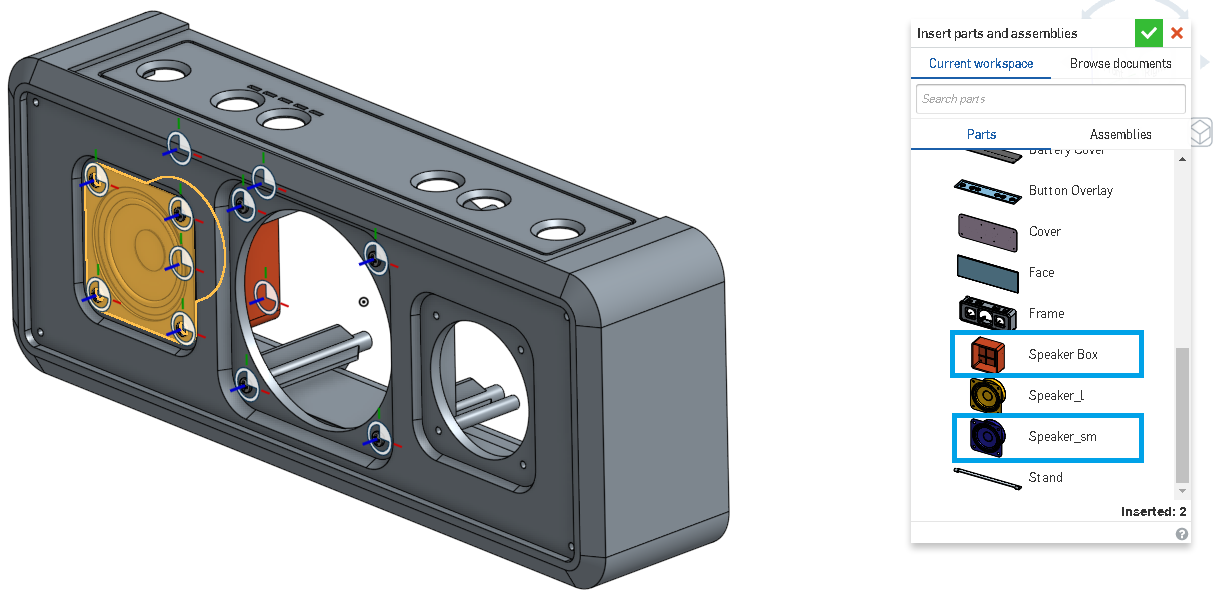 Insert parts and assemblies
Current workspace
Browse documents
Search parts
Parts
Assemblies
Battery Cover
Button Overlay
Cover
Face
Frame
Speaker Box
Speaker_l
Speaker_sm
Stand
Inserted: 2